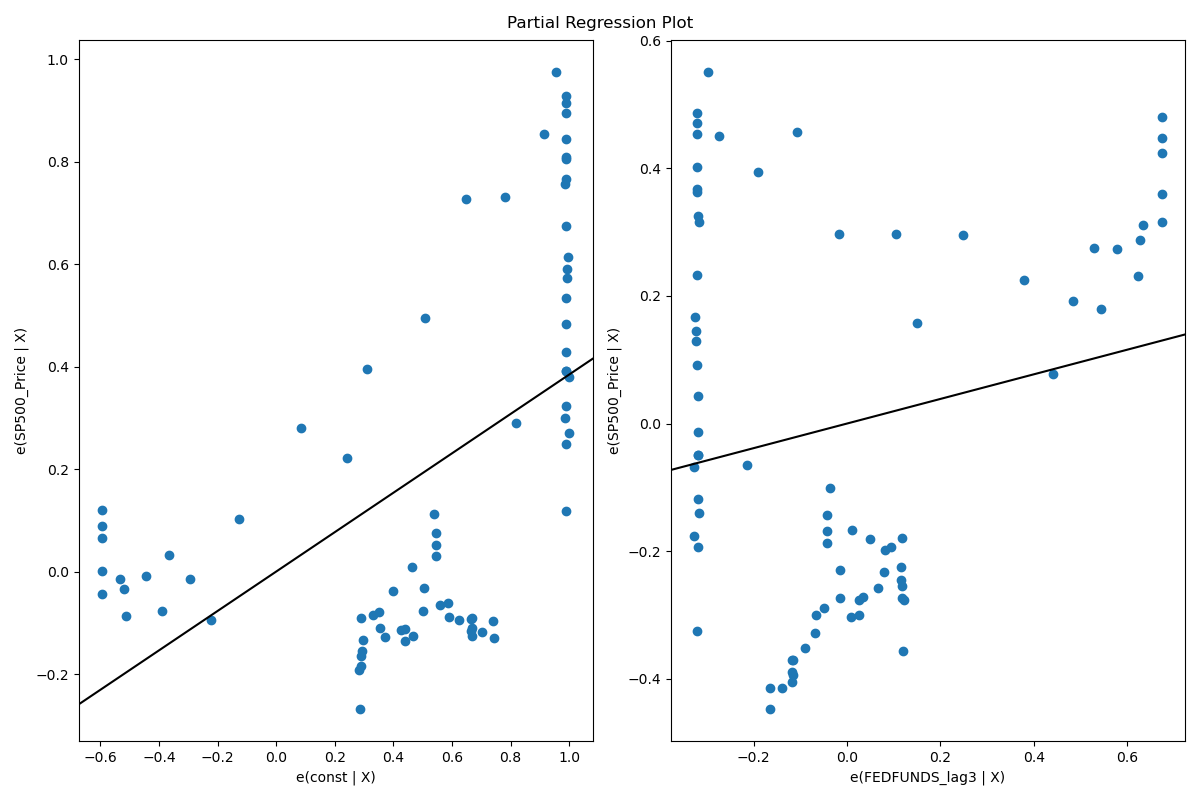 Partial Regression Plot
1.0
0.8
0.6
0.4
0.2
0.0
−0.2
e(SP500_Price | X)
−0.6 −0.4 −0.2 0.0 0.2 0.4 0.6 0.8 1.0
e(const | X)
0.6
0.4
0.2
0.0
−0.2
−0.4
e(SP500_Price | X)
−0.2 0.0 0.2 0.4 0.6
e(FEDFUNDS_lag3 | X)